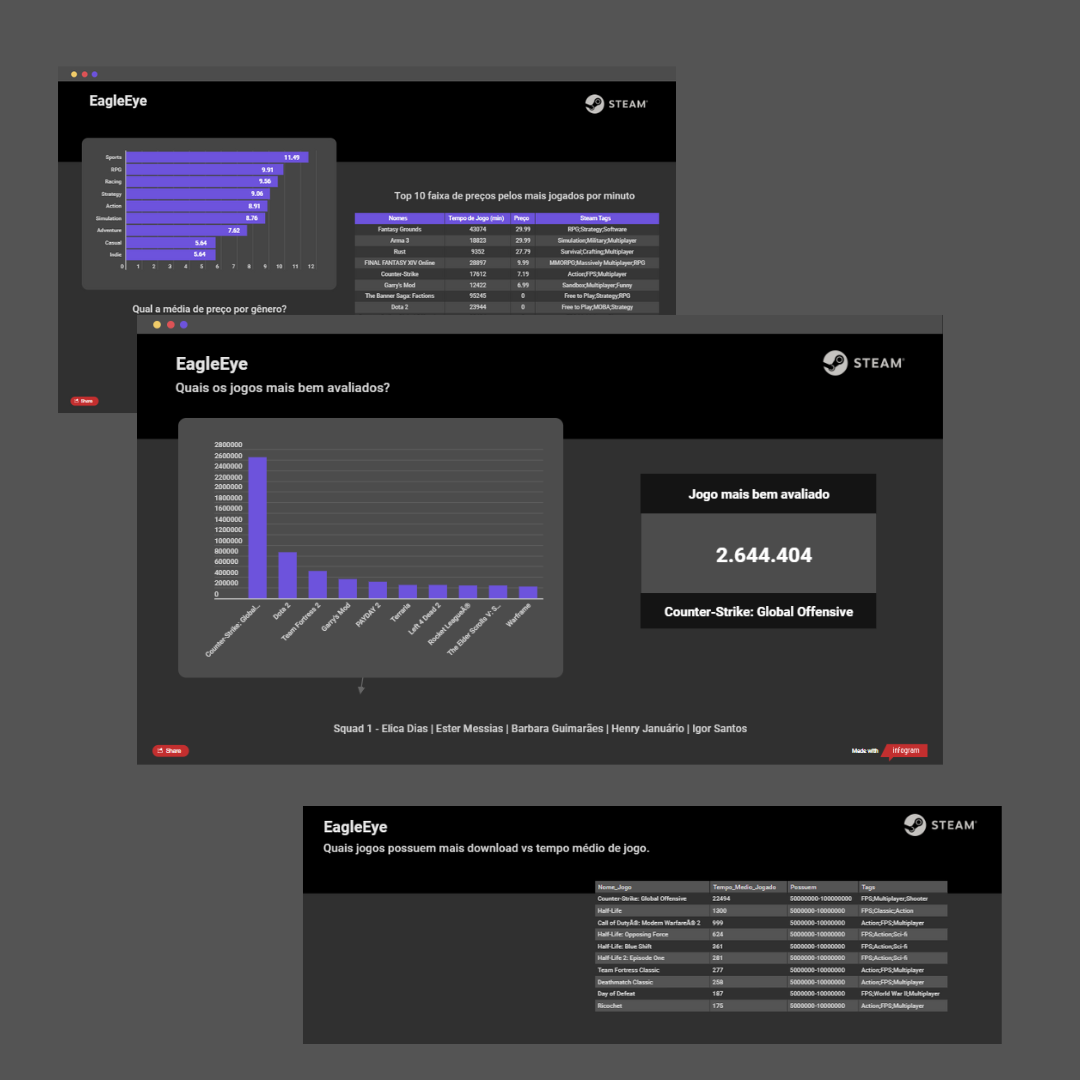 EagleEye
STEAM
Sports 11.49
RPG 9.91
Racing 9.56
Strategy 9.06
Action 8.91
Simulation 8.76
Adventure 7.62
Casual 5.64
Indie 5.64
0 1 2 3 4 5 6 7 8 9 10 11 12
Qual a média de preço por gênero?
Top 10 faixa de preços pelos mais jogados por minuto
Nomes Tempo de Jogo (min) Preço Steam Tags
Fantasy Grounds 43074 29.99 RPG;Strategy;Software
Arma 3 18823 29.99 Simulation;Military;Multiplayer
Rust 9352 27.79 Survival;Crafting;Multiplayer
FINAL FANTASY XIV Online 28897 9.99 MMORPG;Massively Multiplayer;RPG
Counter-Strike 17612 7.19 Action;FPS;Multiplayer
Garry's Mod 12422 6.99 Sandbox;Multiplayer;Funny
The Banner Saga: Factions 95245 0 Free to Play;Strategy;RPG
Dota 2 23944 0 Free to Play;MOBA;Strategy
Share
EagleEye
STEAM
Quais os jogos mais bem avaliados?
2800000
2600000
2400000
2200000
2000000
1800000
1600000
1400000
1200000
1000000
800000
600000
400000
200000
0
Counter-Strike: Global...
Dota 2
Team Fortress 2
Garry's Mod
PAYDAY 2
Terraria
Left 4 Dead 2
Rocket LeagueÂ®
The Elder Scrolls V: S...
Warframe
Jogo mais bem avaliado
2.644.404
Counter-Strike: Global Offensive
Squad 1 - Elica Dias | Ester Messias | Barbara Guimarães | Henry Januário | Igor Santos
Share
Made with infogram
EagleEye
STEAM
Quais jogos possuem mais download vs tempo médio de jogo.
Nome_Jogo Tempo_Medio_Jogado Possuem Tags
Counter-Strike: Global Offensive 22494 50000000-100000000 FPS;Multiplayer;Shooter
Half-Life 1300 5000000-10000000 FPS;Classic;Action
Call of DutyÂ®: Modern WarfareÂ® 2 999 5000000-10000000 Action;FPS;Multiplayer
Half-Life: Opposing Force 624 5000000-10000000 FPS;Action;Sci-fi
Half-Life: Blue Shift 361 5000000-10000000 FPS;Action;Sci-fi
Half-Life 2: Episode One 281 5000000-10000000 FPS;Action;Sci-fi
Team Fortress Classic 277 5000000-10000000 Action;FPS;Multiplayer
Deathmatch Classic 258 5000000-10000000 Action;FPS;Multiplayer
Day of Defeat 187 5000000-10000000 FPS;World War II;Multiplayer
Ricochet 175 5000000-10000000 Action;FPS;Multiplayer